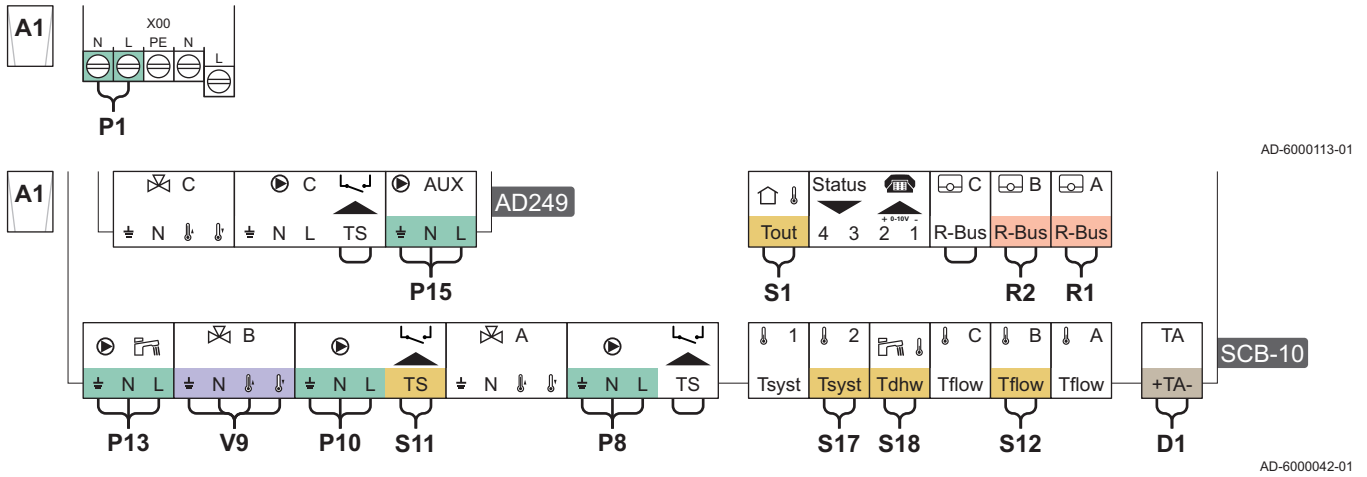 A1
X00
N L PE N L
P1
AD-6000113-01
A1
C C AUX
AD249
N N L TS N L
P15
Status C B A
+ 0-10V -
Tout 4 3 2 1 R-Bus R-Bus R-Bus
S1 R2 R1
B A
N L N N L TS N N L TS
P13 V9 P10 S11 P8
1 2 C B A TA
SCB-10
Tsyst Tsyst Tdhw Tflow Tflow Tflow +TA-
S17 S18 S12 D1
AD-6000042-01